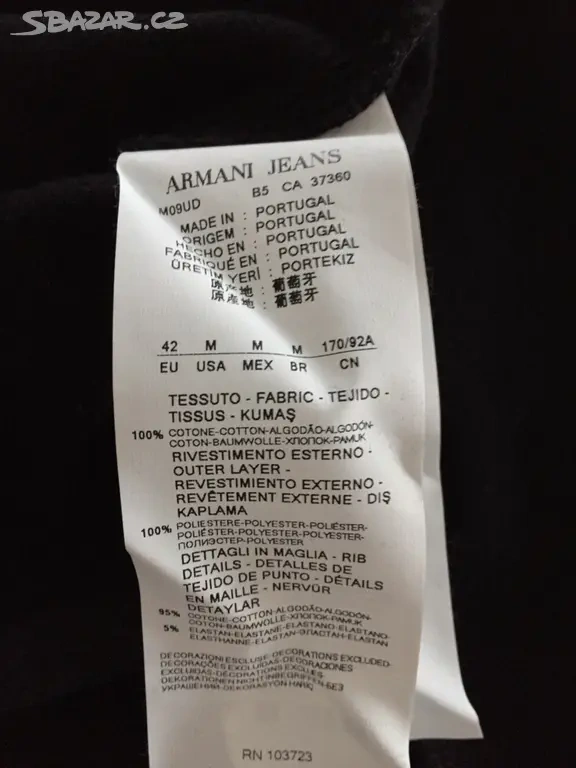 SBAZAR.CZ
ARMANI JEANS
M09UD B5 CA 37360
MADE IN : PORTUGAL
ORIGEM : PORTUGAL
HECHO EN : PORTUGAL
FABRIQUÉ EN : PORTUGAL
ÜRETIM YERİ : PORTEKIZ
原产地 : 葡萄牙
原產地 : 葡萄牙
42 M M M 170/92A
EU USA MEX BR CN
TESSUTO - FABRIC - TEJIDO -
TISSUS - KUMAŞ
100% COTONE-COTTON-ALGODÃO-ALGODÓN-
COTON-BAUMWOLLE-ХЛОПОК-PAMUK
RIVESTIMENTO ESTERNO -
OUTER LAYER -
REVESTIMIENTO EXTERNO -
REVÊTEMENT EXTERNE - DIŞ
KAPLAMA
100% POLIESTERE-POLYESTER-POLIÉSTER-
POLIÉSTER-POLYESTER-POLYESTER-
ПОЛИЭСТЕР-POLYESTER
DETTAGLI IN MAGLIA - RIB
DETAILS - DETALLES DE
TEJIDO DE PUNTO - DÉTAILS
EN MAILLE - NERVÜR
DETAYLAR
95% COTONE-COTTON-ALGODÃO-ALGODÓN-
COTON-BAUMWOLLE-ХЛОПОК-PAMUK
5% ELASTAN-ELASTANE-ELASTANO-ELASTANO-
ELASTHANNE-ELASTAN-ЭЛАСТАН-ELASTAN
DECORAZIONI ESCLUSE-DECORATIONS EXCLUDED-
DECORAÇÕES EXCLUÍDAS-DECORACIONES
EXCLUIDAS-DÉCORATIONS EXCLUES-
DEKORATIONEN NICHT INBEGRIFFEN-БЕЗ
УКРАШЕНИЙ-DEKORASYON HARİÇ
RN 103723